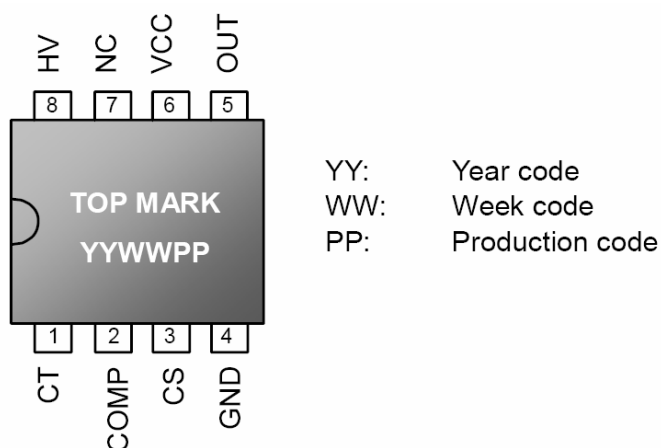 HV NC VCC OUT
8 7 6 5
TOP MARK
YYWWPP
1 2 3 4
CT COMP CS GND
YY: Year code
WW: Week code
PP: Production code